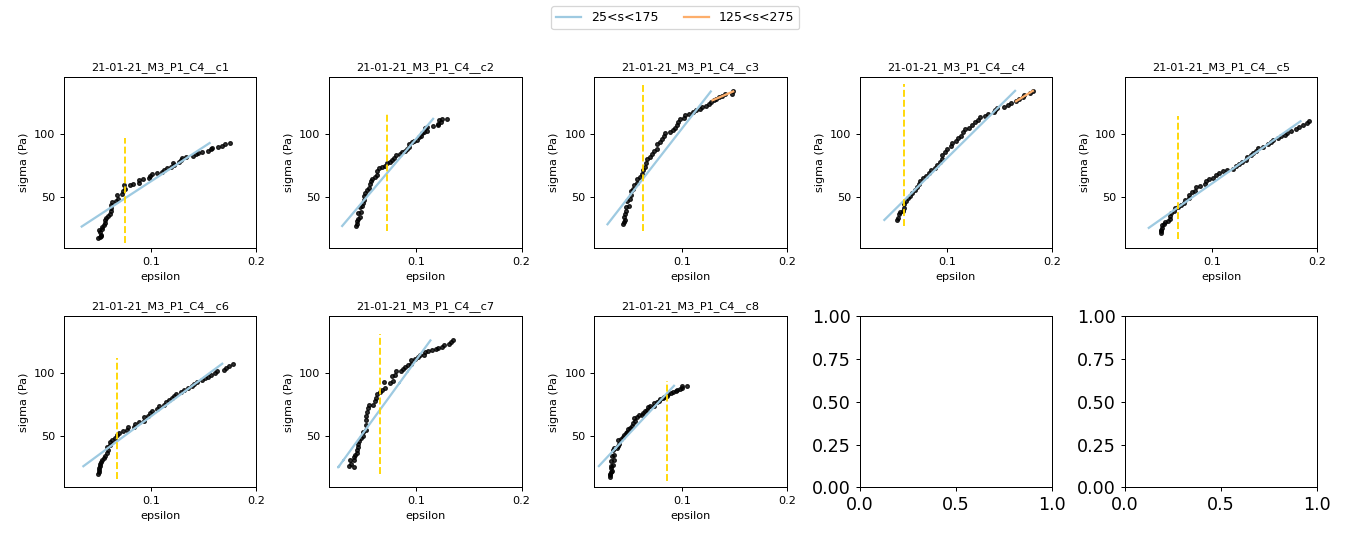 25<s<175 125<s<275
21-01-21_M3_P1_C4__c1 21-01-21_M3_P1_C4__c2 21-01-21_M3_P1_C4__c3 21-01-21_M3_P1_C4__c4 21-01-21_M3_P1_C4__c5
sigma (Pa) 100 50 sigma (Pa) 100 50 sigma (Pa) 100 50 sigma (Pa) 100 50 sigma (Pa) 100 50
0.1 0.2 0.1 0.2 0.1 0.2 0.1 0.2 0.1 0.2
epsilon epsilon epsilon epsilon epsilon
21-01-21_M3_P1_C4__c6 21-01-21_M3_P1_C4__c7 21-01-21_M3_P1_C4__c8
sigma (Pa) 100 50 sigma (Pa) 100 50 sigma (Pa) 100 50 1.00 0.75 0.50 0.25 0.00 1.00 0.75 0.50 0.25 0.00
0.1 0.2 0.1 0.2 0.1 0.2 0.0 0.5 1.0 0.0 0.5 1.0
epsilon epsilon epsilon